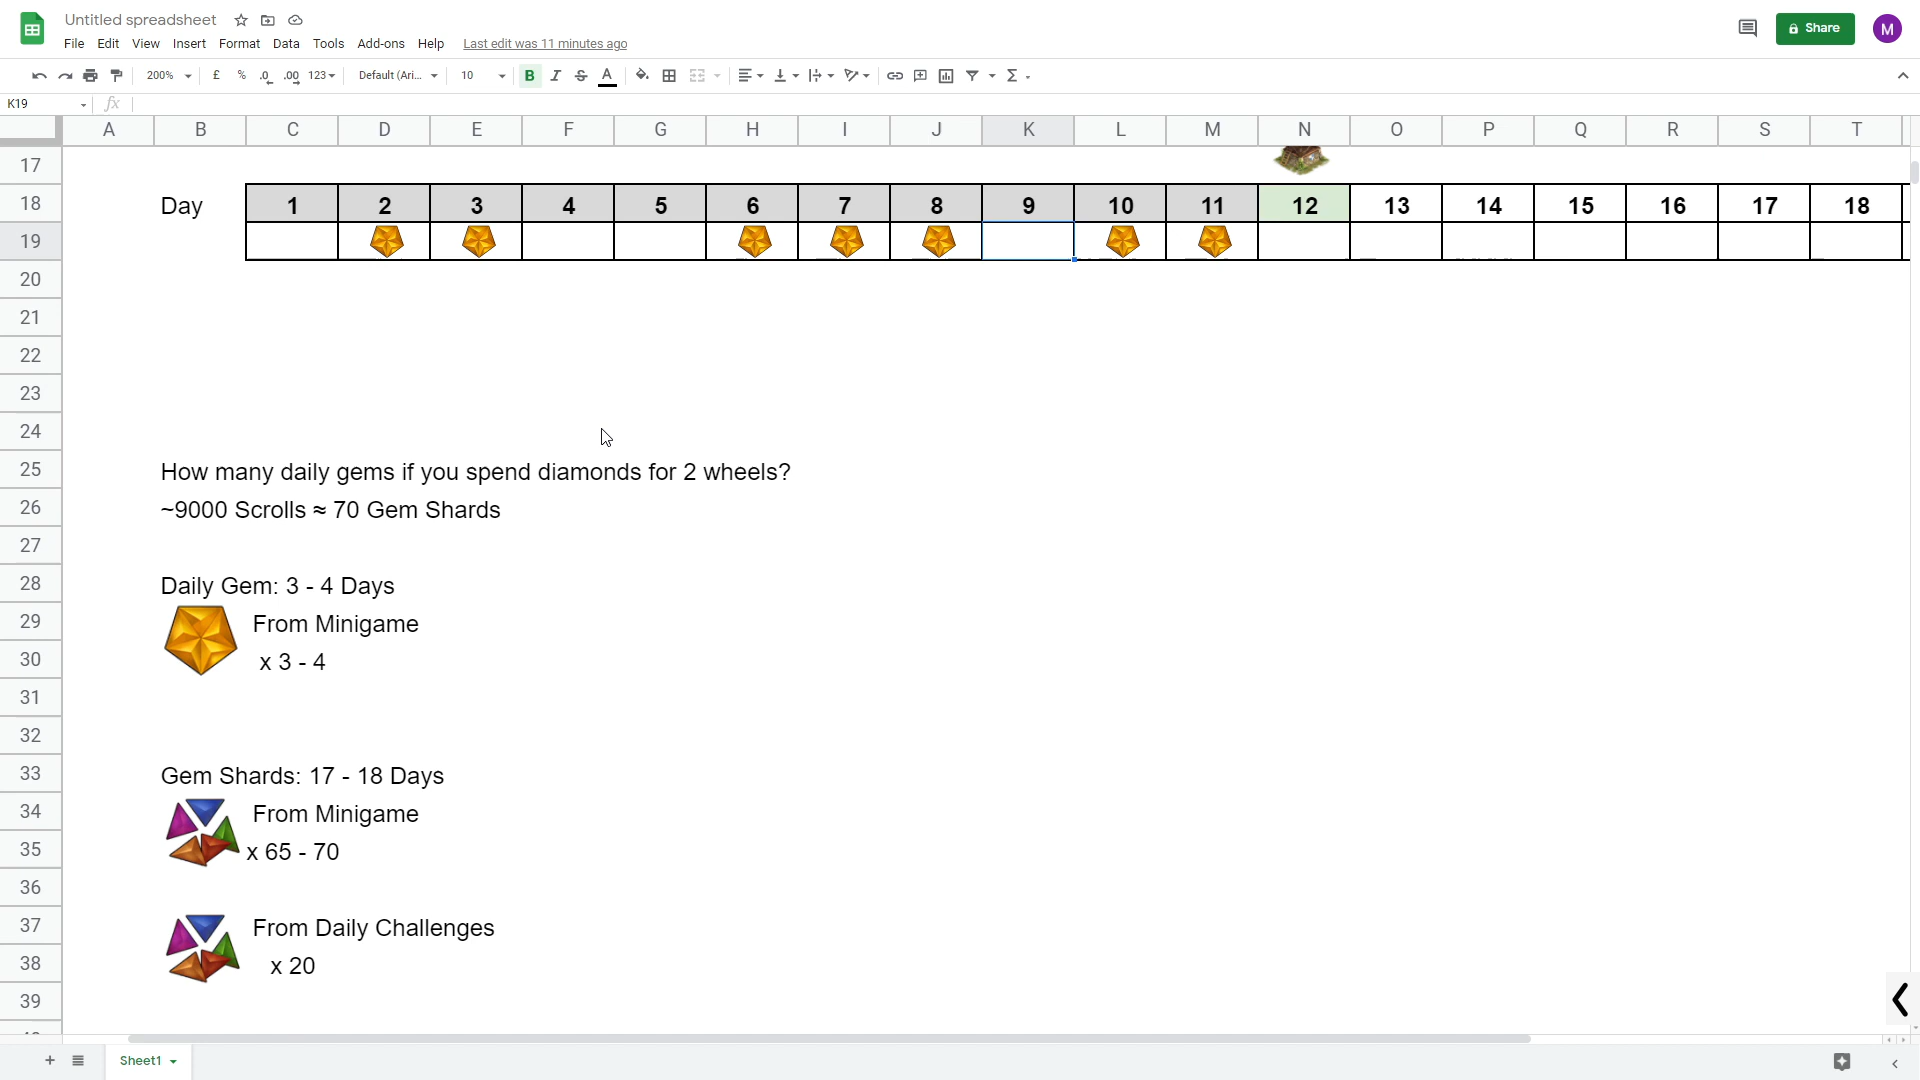 Untitled spreadsheet
File Edit View Insert Format Data Tools Add-ons Help Last edit was 11 minutes ago
Share
M
200% £ % .0 .00 123 Default (Ari... 10 B I S A Σ
K19 fx
A B C D E F G H I J K L M N O P Q R S T
17
18 Day 1 2 3 4 5 6 7 8 9 10 11 12 13 14 15 16 17 18
19
20
21
22
23
24
25 How many daily gems if you spend diamonds for 2 wheels?
26 ~9000 Scrolls ≈ 70 Gem Shards
27
28 Daily Gem: 3 - 4 Days
29 From Minigame
30 x 3 - 4
31
32
33 Gem Shards: 17 - 18 Days
34 From Minigame
35 x 65 - 70
36
37 From Daily Challenges
38 x 20
39
Sheet1